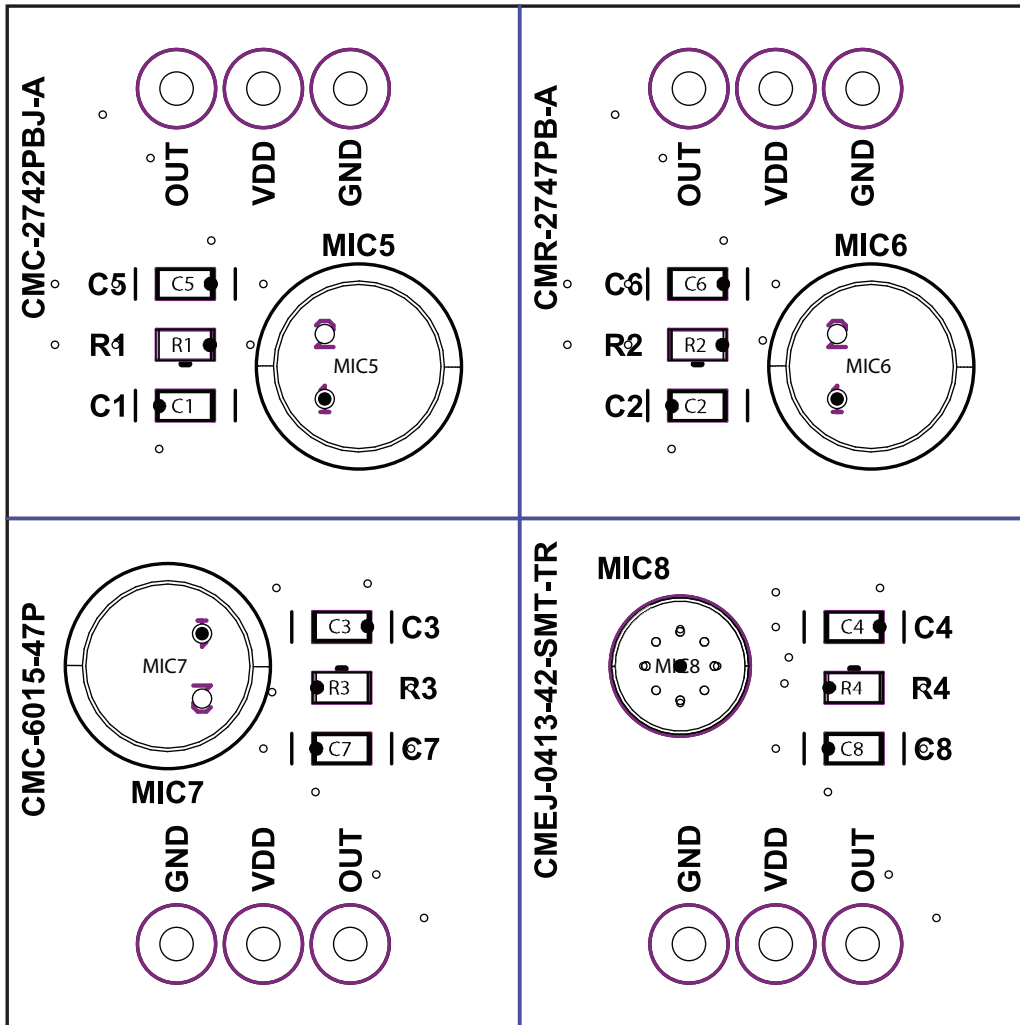 CMC-2742PBJ-A
OUT
VDD
GND
MIC5
C5
C5
R1
R1
MIC5
C1
C1
CMR-2747PB-A
OUT
VDD
GND
MIC6
C6
C6
R2
R2
MIC6
C2
C2
CMC-6015-47P
C3
C3
MIC7
R3
R3
C7
C7
MIC7
GND
VDD
OUT
CMEJ-0413-42-SMT-TR
MIC8
C4
C4
MIC8
R4
R4
C8
C8
GND
VDD
OUT